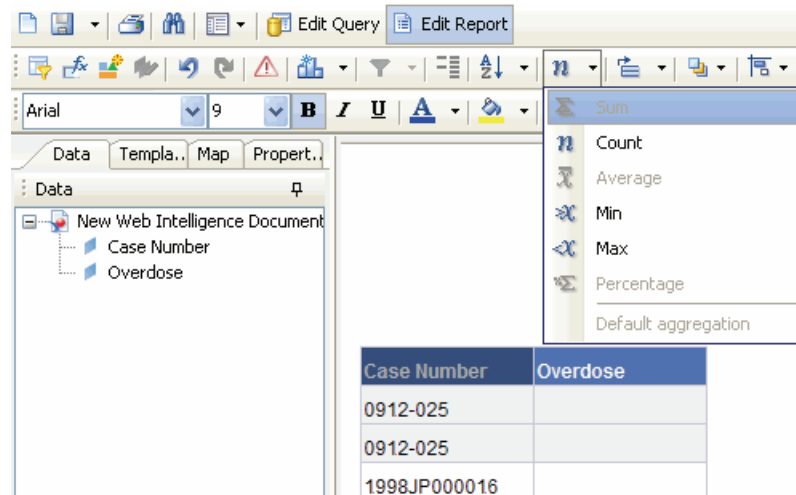 Edit Query Edit Report
Arial 9 B I U A
Sum
n Count
Average
Min
Max
Percentage
Default aggregation
Data Templa.. Map Propert..
Data
New Web Intelligence Document
Case Number
Overdose
Case Number Overdose
0912-025
0912-025
1998JP000016